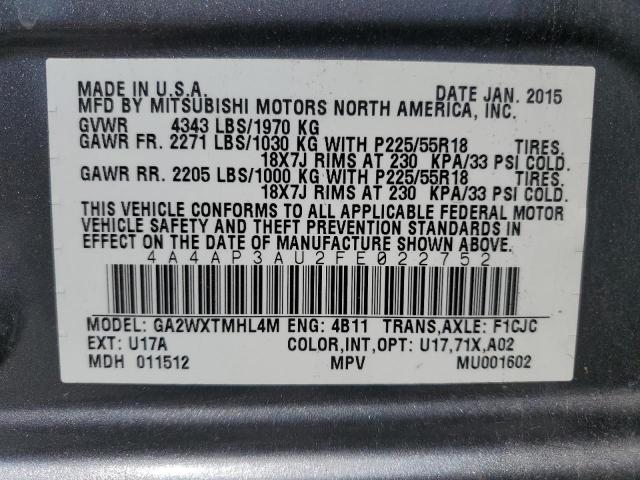 MADE IN U.S.A. DATE JAN. 2015
MFD BY MITSUBISHI MOTORS NORTH AMERICA, INC.
GVWR 4343 LBS/1970 KG
GAWR FR. 2271 LBS/1030 KG WITH P225/55R18 TIRES.
18X7J RIMS AT 230 KPA/33 PSI COLD.
GAWR RR. 2205 LBS/1000 KG WITH P225/55R18 TIRES.
18X7J RIMS AT 230 KPA/33 PSI COLD.
THIS VEHICLE CONFORMS TO ALL APPLICABLE FEDERAL MOTOR
VEHICLE SAFETY AND THEFT PREVENTION STANDARDS IN
EFFECT ON THE DATE OF MANUFACTURE SHOWN ABOVE.
4A4AP3AU2FE022752
MODEL: GA2WXTMHL4M ENG: 4B11 TRANS,AXLE: F1CJC
EXT: U17A COLOR,INT,OPT: U17,71X,A02
MDH 011512 MPV MU001602